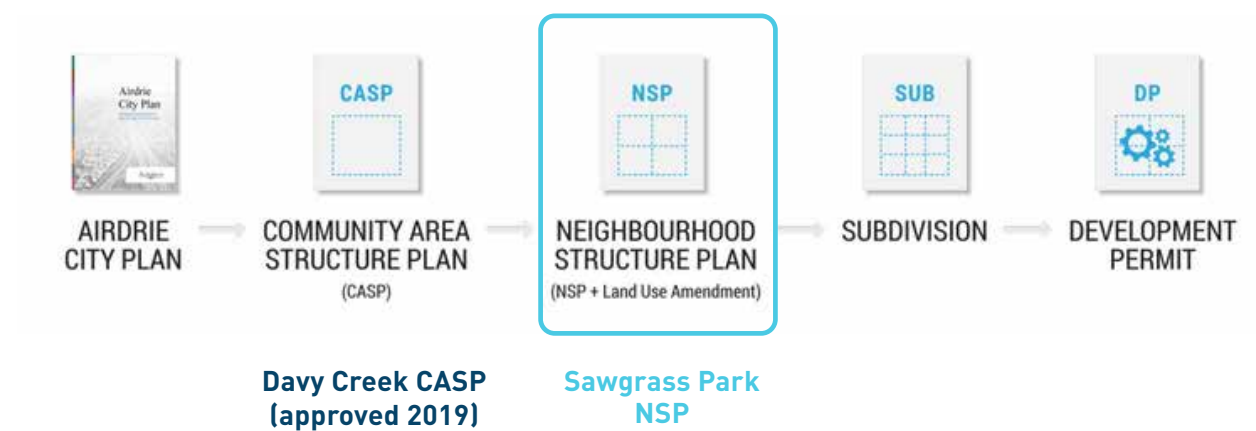 Airdrie
City Plan
CASP
NSP
SUB
DP
AIRDRIE
CITY PLAN
COMMUNITY AREA
STRUCTURE PLAN
(CASP)
NEIGHBOURHOOD
STRUCTURE PLAN
(NSP + Land Use Amendment)
SUBDIVISION
DEVELOPMENT
PERMIT
Davy Creek CASP
(approved 2019)
Sawgrass Park
NSP